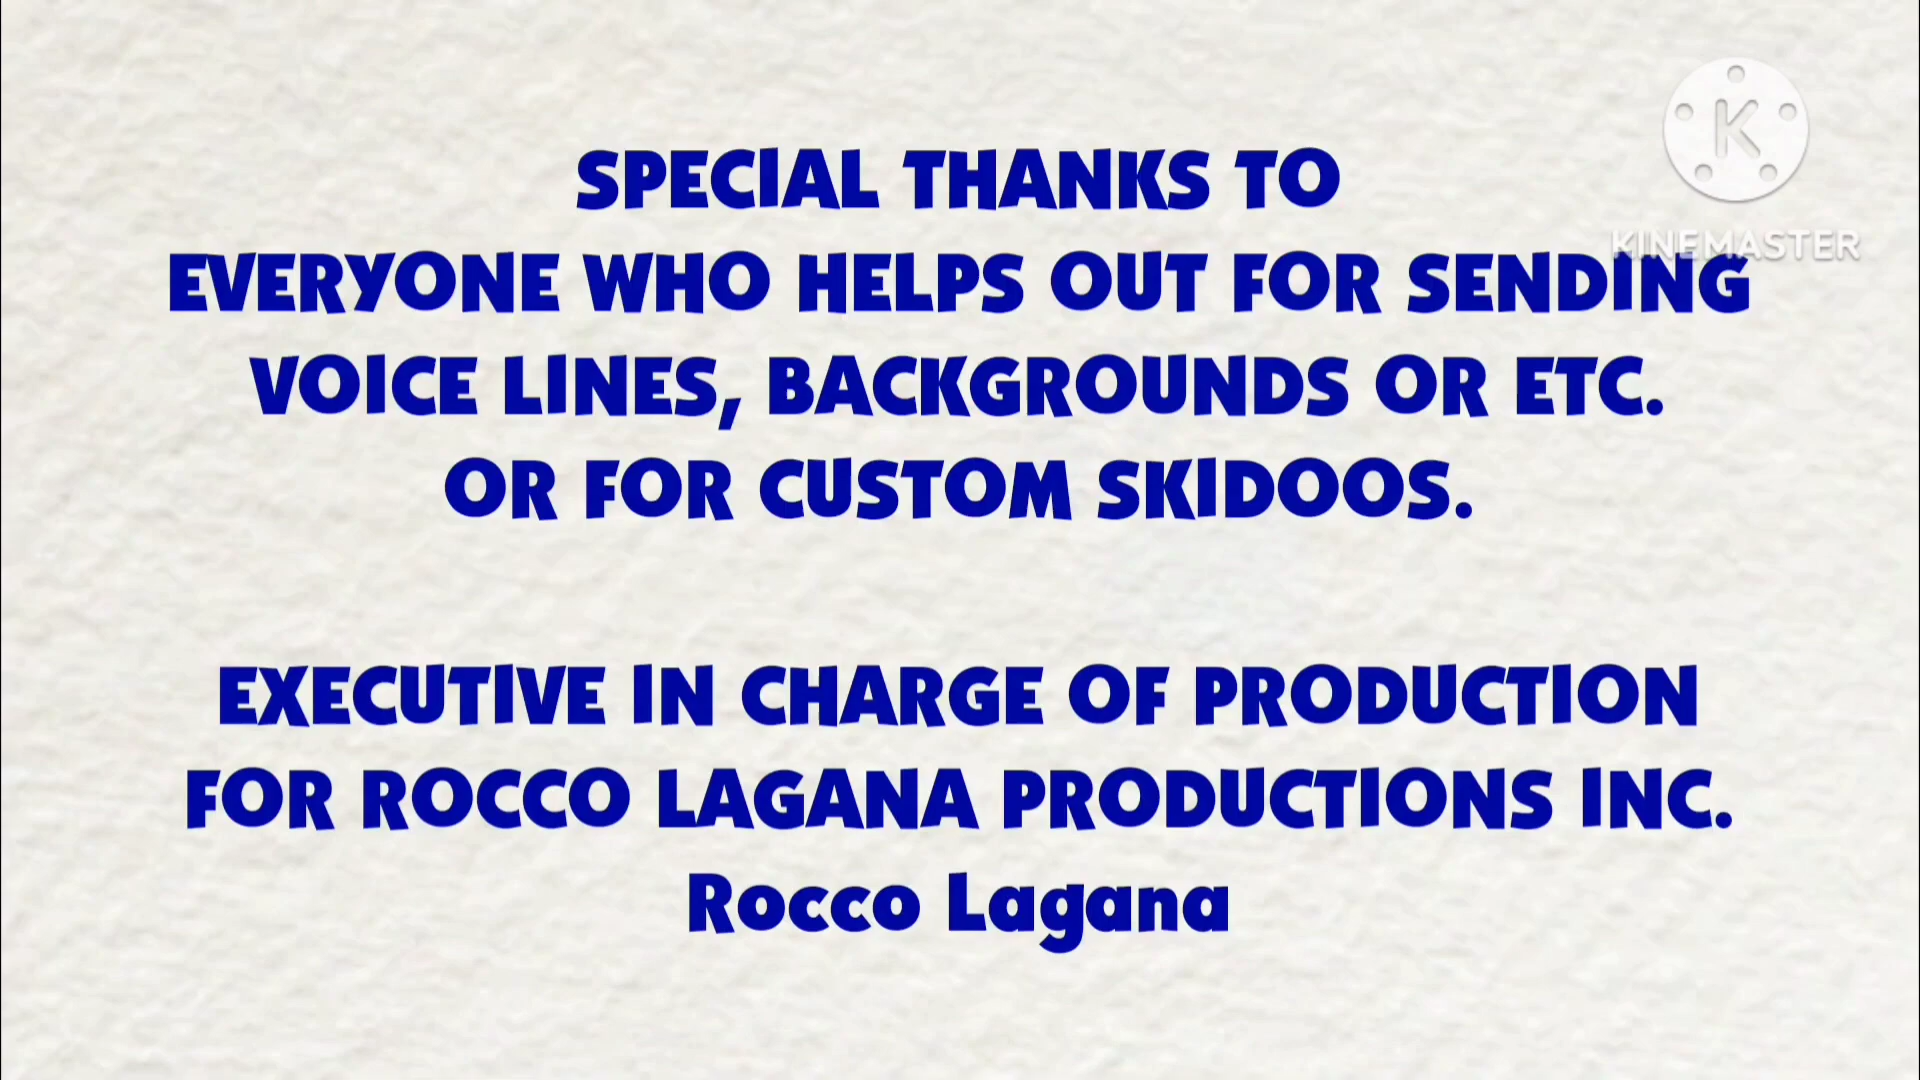 SPECIAL THANKS TO
EVERYONE WHO HELPS OUT FOR SENDING
VOICE LINES, BACKGROUNDS OR ETC.
OR FOR CUSTOM SKIDOOS.
EXECUTIVE IN CHARGE OF PRODUCTION
FOR ROCCO LAGANA PRODUCTIONS INC.
Rocco Lagana
K
KINEMASTER